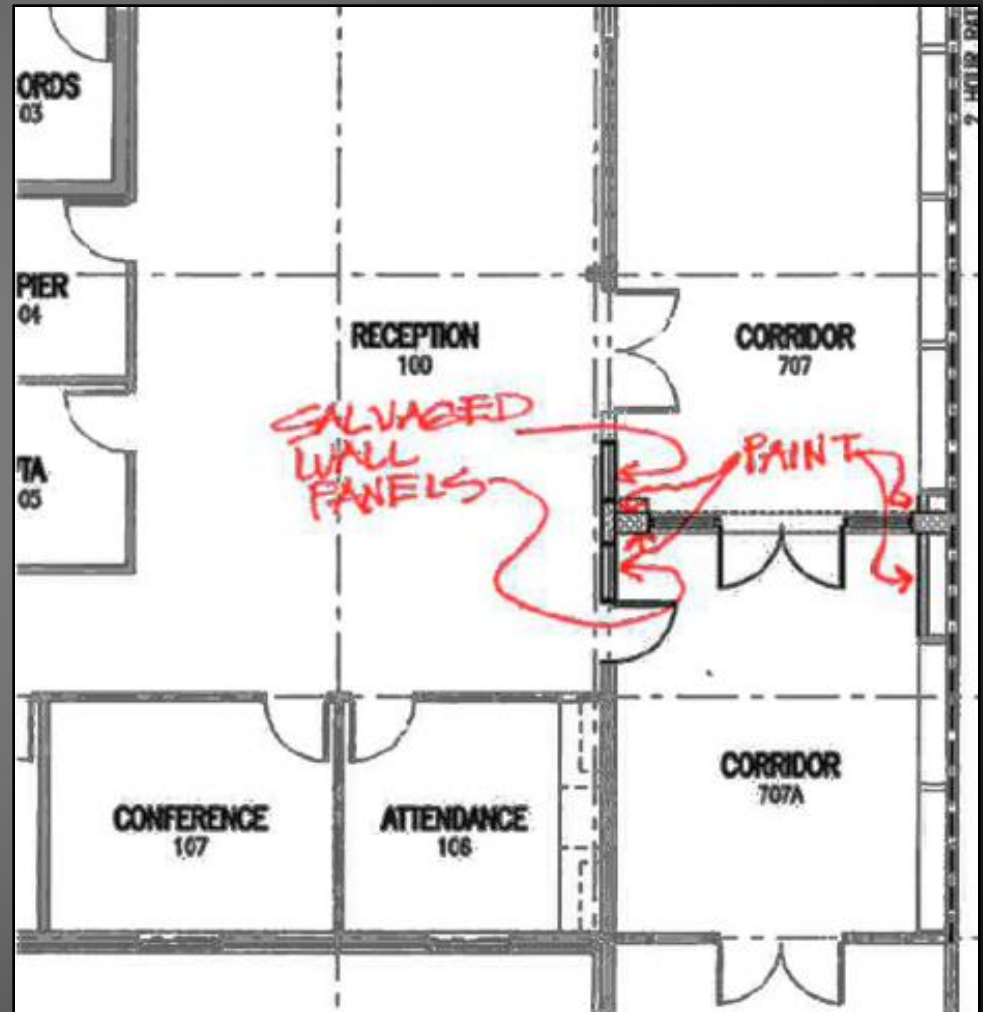 ORDS
03
2 HOUR RAT
PIER
04
RECEPTION
100
CORRIDOR
707
SALVAGED
WALL
PANELS
PAINT
TA
05
CORRIDOR
707A
CONFERENCE
107
ATTENDANCE
106